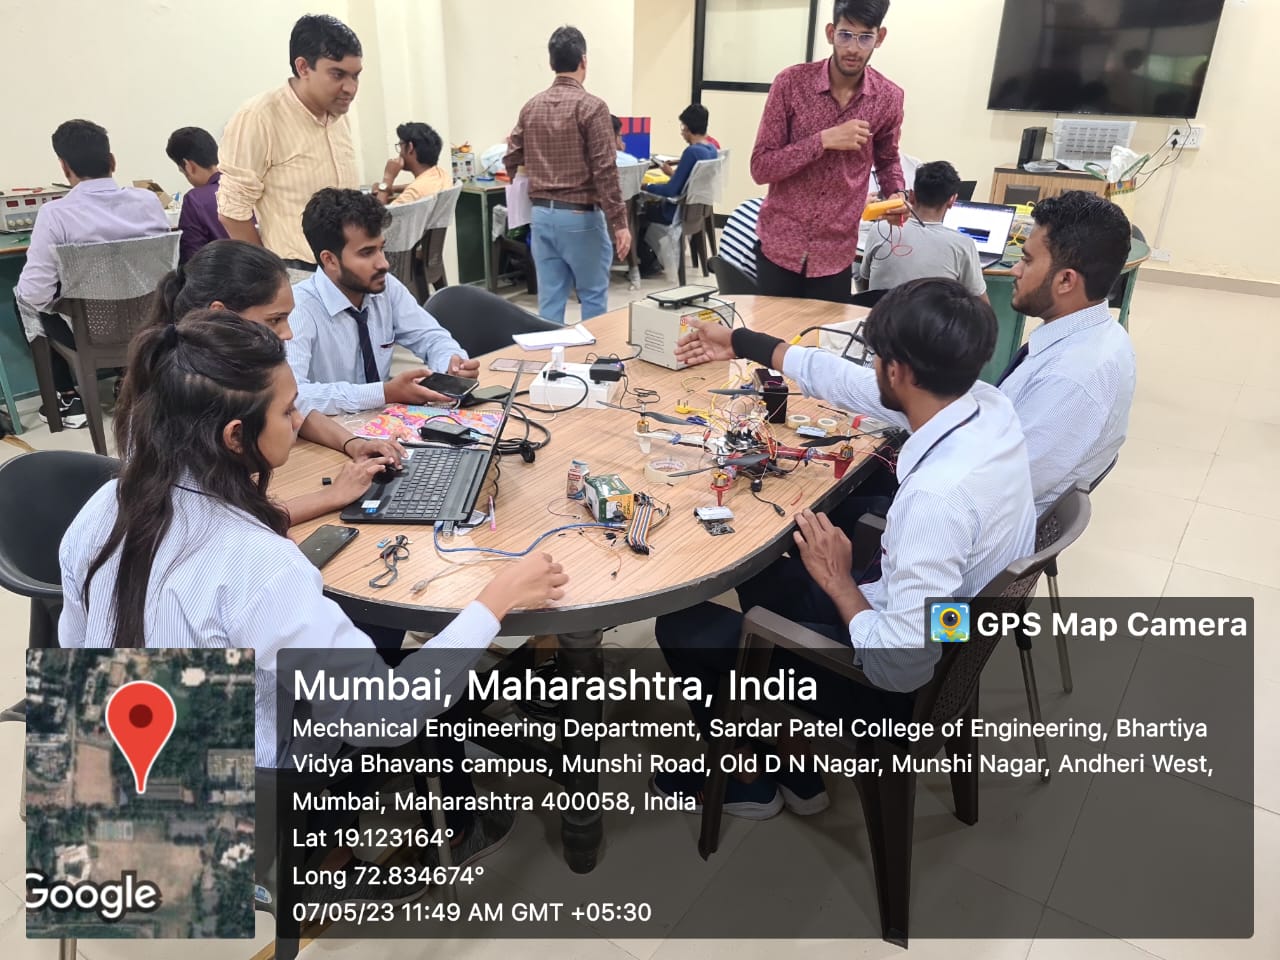 GPS Map Camera
Mumbai, Maharashtra, India
Mechanical Engineering Department, Sardar Patel College of Engineering, Bhartiya
Vidya Bhavans campus, Munshi Road, Old D N Nagar, Munshi Nagar, Andheri West,
Mumbai, Maharashtra 400058, India
Lat 19.123164°
Long 72.834674°
07/05/23 11:49 AM GMT +05:30
Google